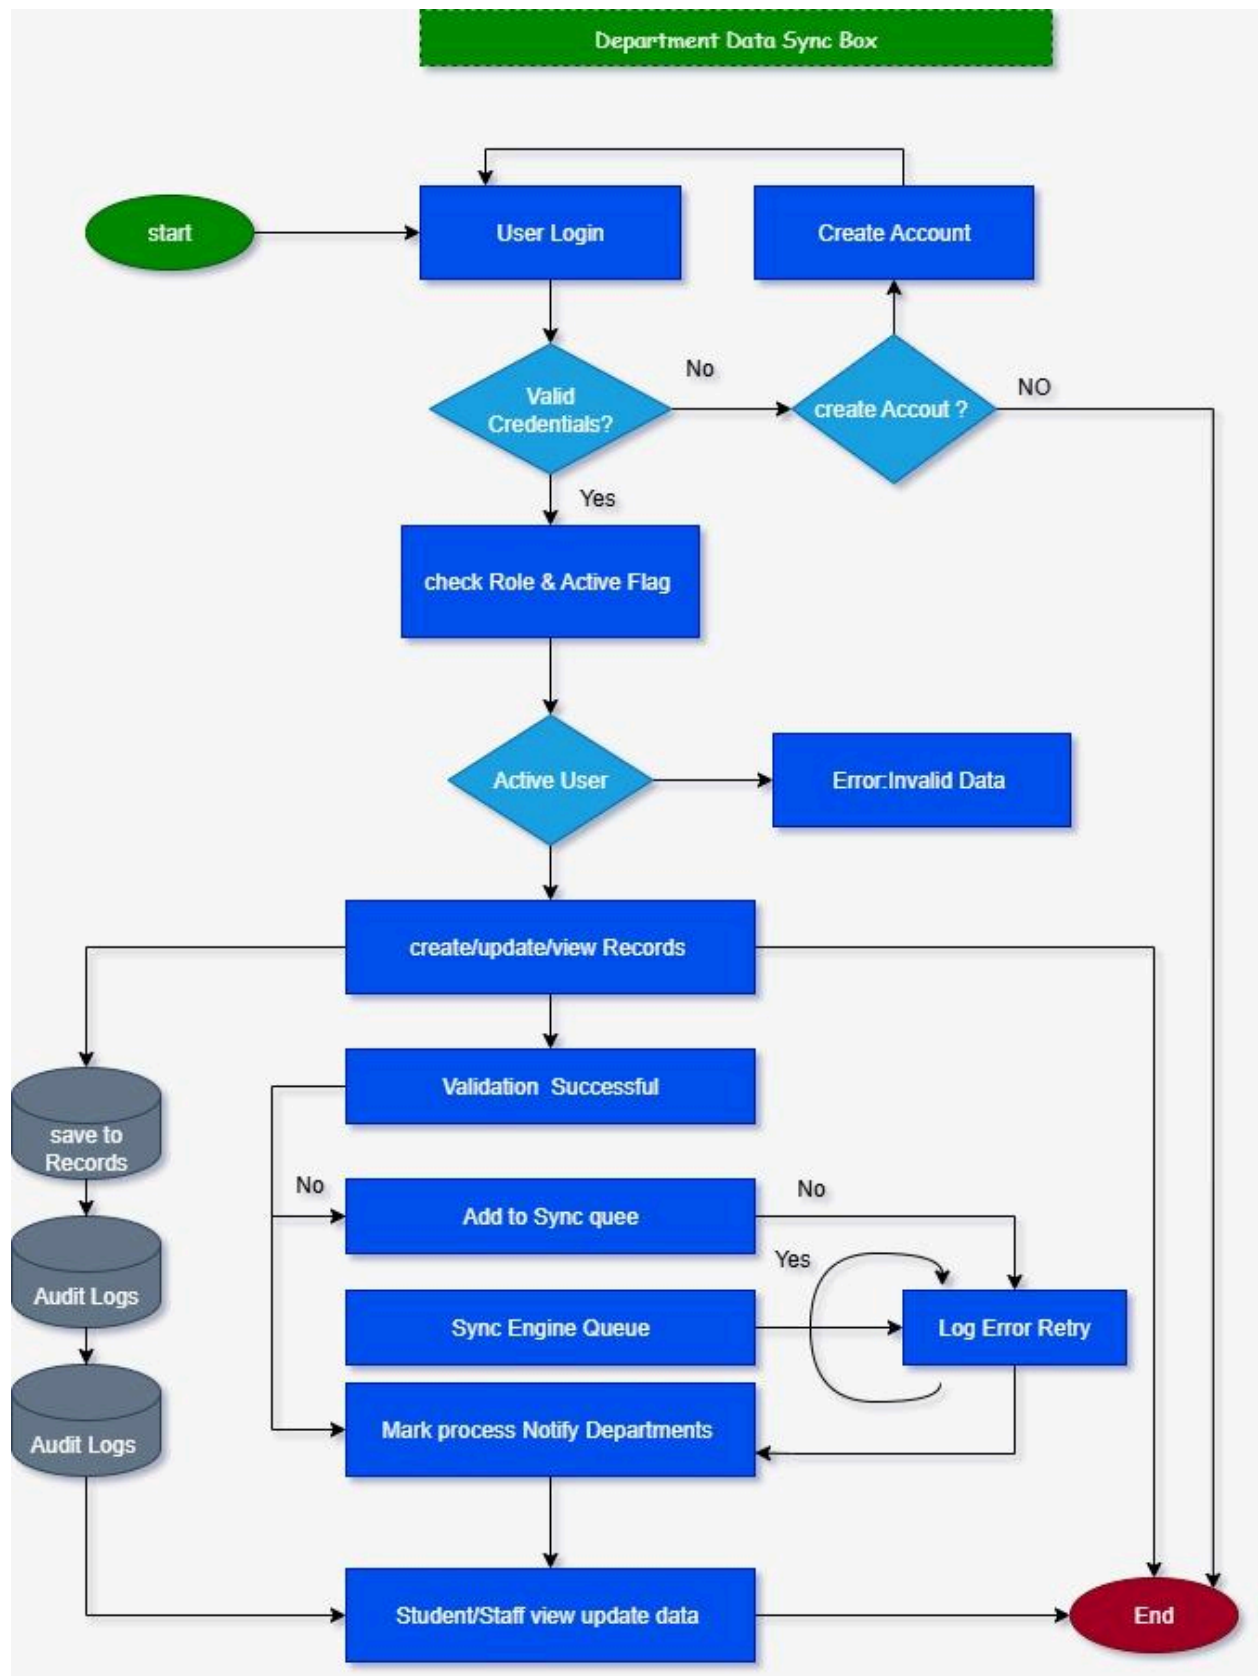 Department Data Sync Box
start
User Login
Create Account
Valid
Credentials?
No
create Accout ?
NO
Yes
check Role & Active Flag
Active User
Error:Invalid Data
create/update/view Records
Validation  Successful
save to
Records
No
Add to Sync quee
No
Yes
Audit Logs
Sync Engine Queue
Log Error Retry
Audit Logs
Mark process Notify Departments
Student/Staff view update data
End